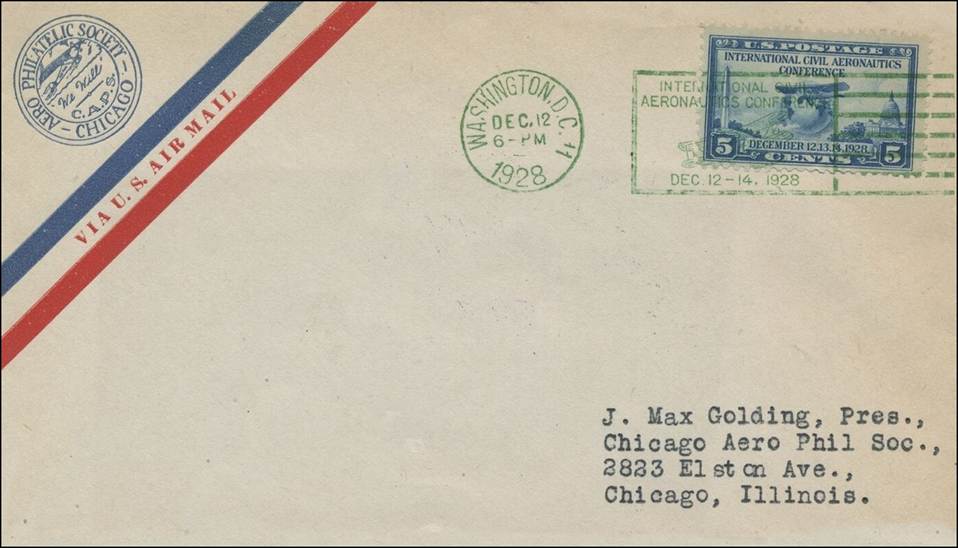 AERO PHILATELIC SOCIETY – CHICAGO –
"We Will"
C.A.P.S.
VIA U.S. AIR MAIL
WASHINGTON, D.C. 11
DEC. 12
6-PM
1928
INTERNATIONAL CIVIL
AERONAUTICS CONFERENCE
DEC. 12-14. 1928
U.S. POSTAGE
INTERNATIONAL CIVIL AERONAUTICS
CONFERENCE
DECEMBER 12.13.14.1928
5 CENTS 5
J. Max Golding, Pres.,
Chicago Aero Phil Soc.,
2823 Elston Ave.,
Chicago, Illinois.